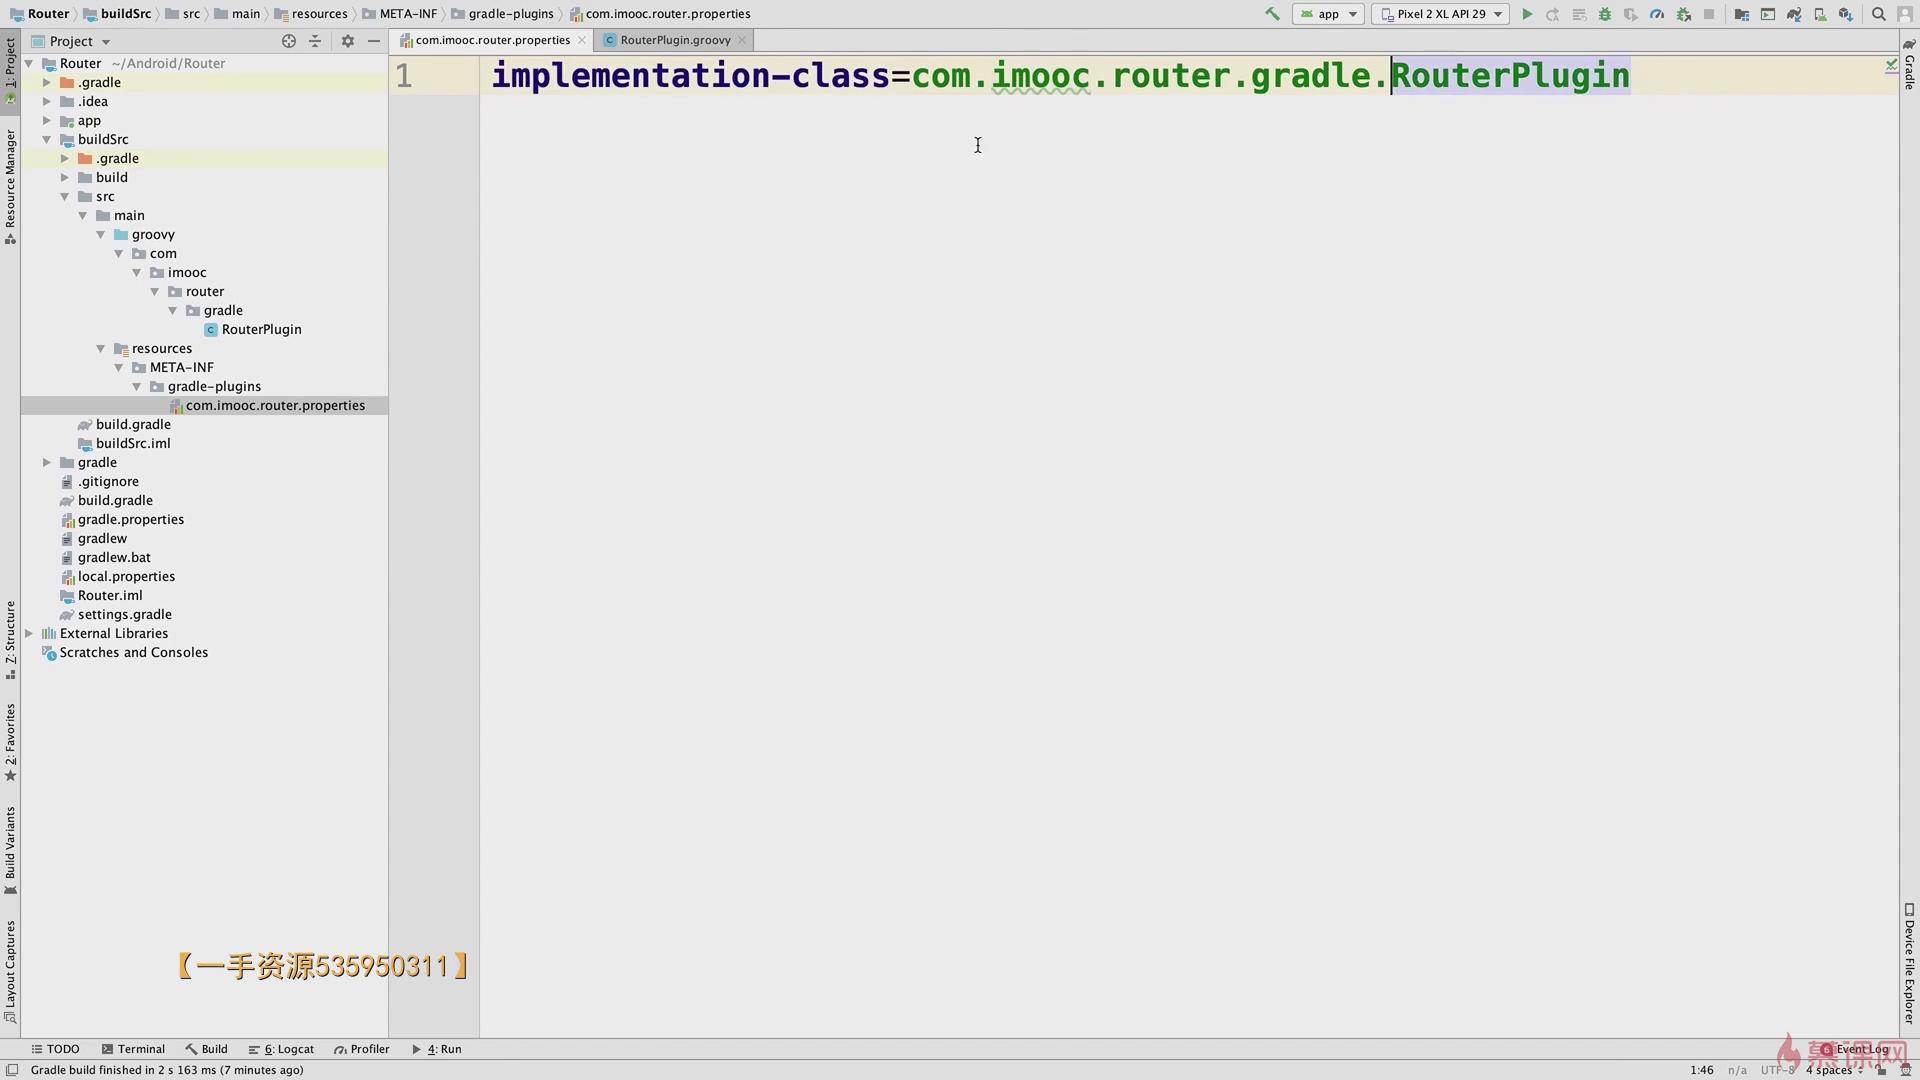 Router buildSrc src main resources META-INF gradle-plugins com.imooc.router.properties app Pixel 2 XL API 29
Project
com.imooc.router.properties RouterPlugin.groovy
1 implementation-class=com.imooc.router.gradle.RouterPlugin
Router ~/Android/Router
.gradle
.idea
app
buildSrc
.gradle
build
src
main
groovy
com
imooc
router
gradle
RouterPlugin
resources
META-INF
gradle-plugins
com.imooc.router.properties
build.gradle
buildSrc.iml
gradle
.gitignore
build.gradle
gradle.properties
gradlew
gradlew.bat
local.properties
Router.iml
settings.gradle
External Libraries
Scratches and Consoles
1: Project
Resource Manager
Z: Structure
2: Favorites
Build Variants
Layout Captures
Gradle
Device File Explorer
【一手资源535950311】
TODO Terminal Build 6: Logcat Profiler 4: Run
6 Event Log
慕课网
Gradle build finished in 2 s 163 ms (7 minutes ago)
1:46 n/a UTF-8 4 spaces